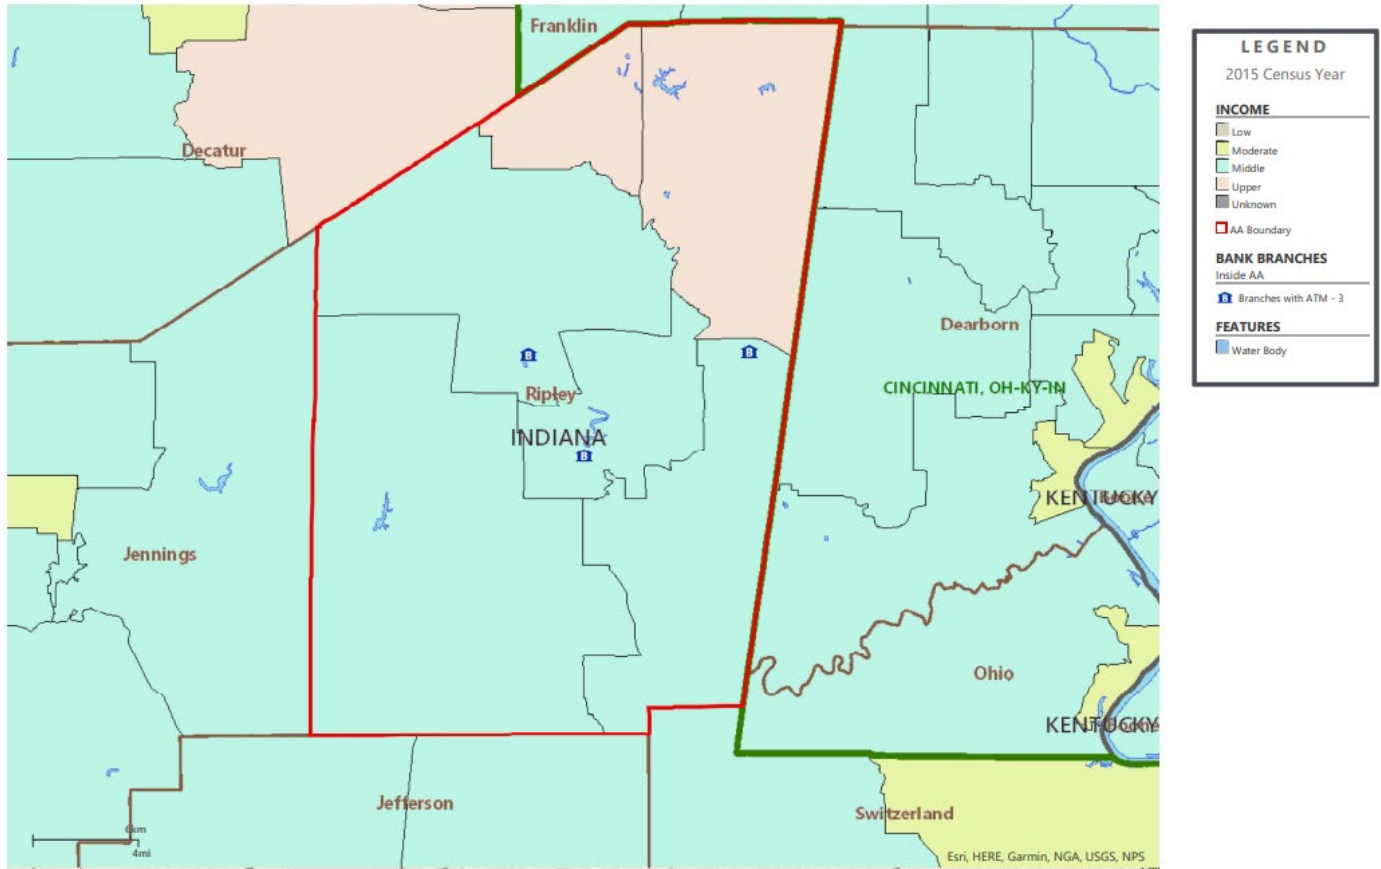 Franklin
Decatur
Dearborn
CINCINNATI, OH-KY-IN
Ripley
INDIANA
KENTUCKY
Jennings
Ohio
KENTUCKY
Jefferson
Switzerland
6km
4mi
Esri, HERE, Garmin, NGA, USGS, NPS
LEGEND
2015 Census Year
INCOME
Low
Moderate
Middle
Upper
Unknown
AA Boundary
BANK BRANCHES
Inside AA
B Branches with ATM - 3
FEATURES
Water Body